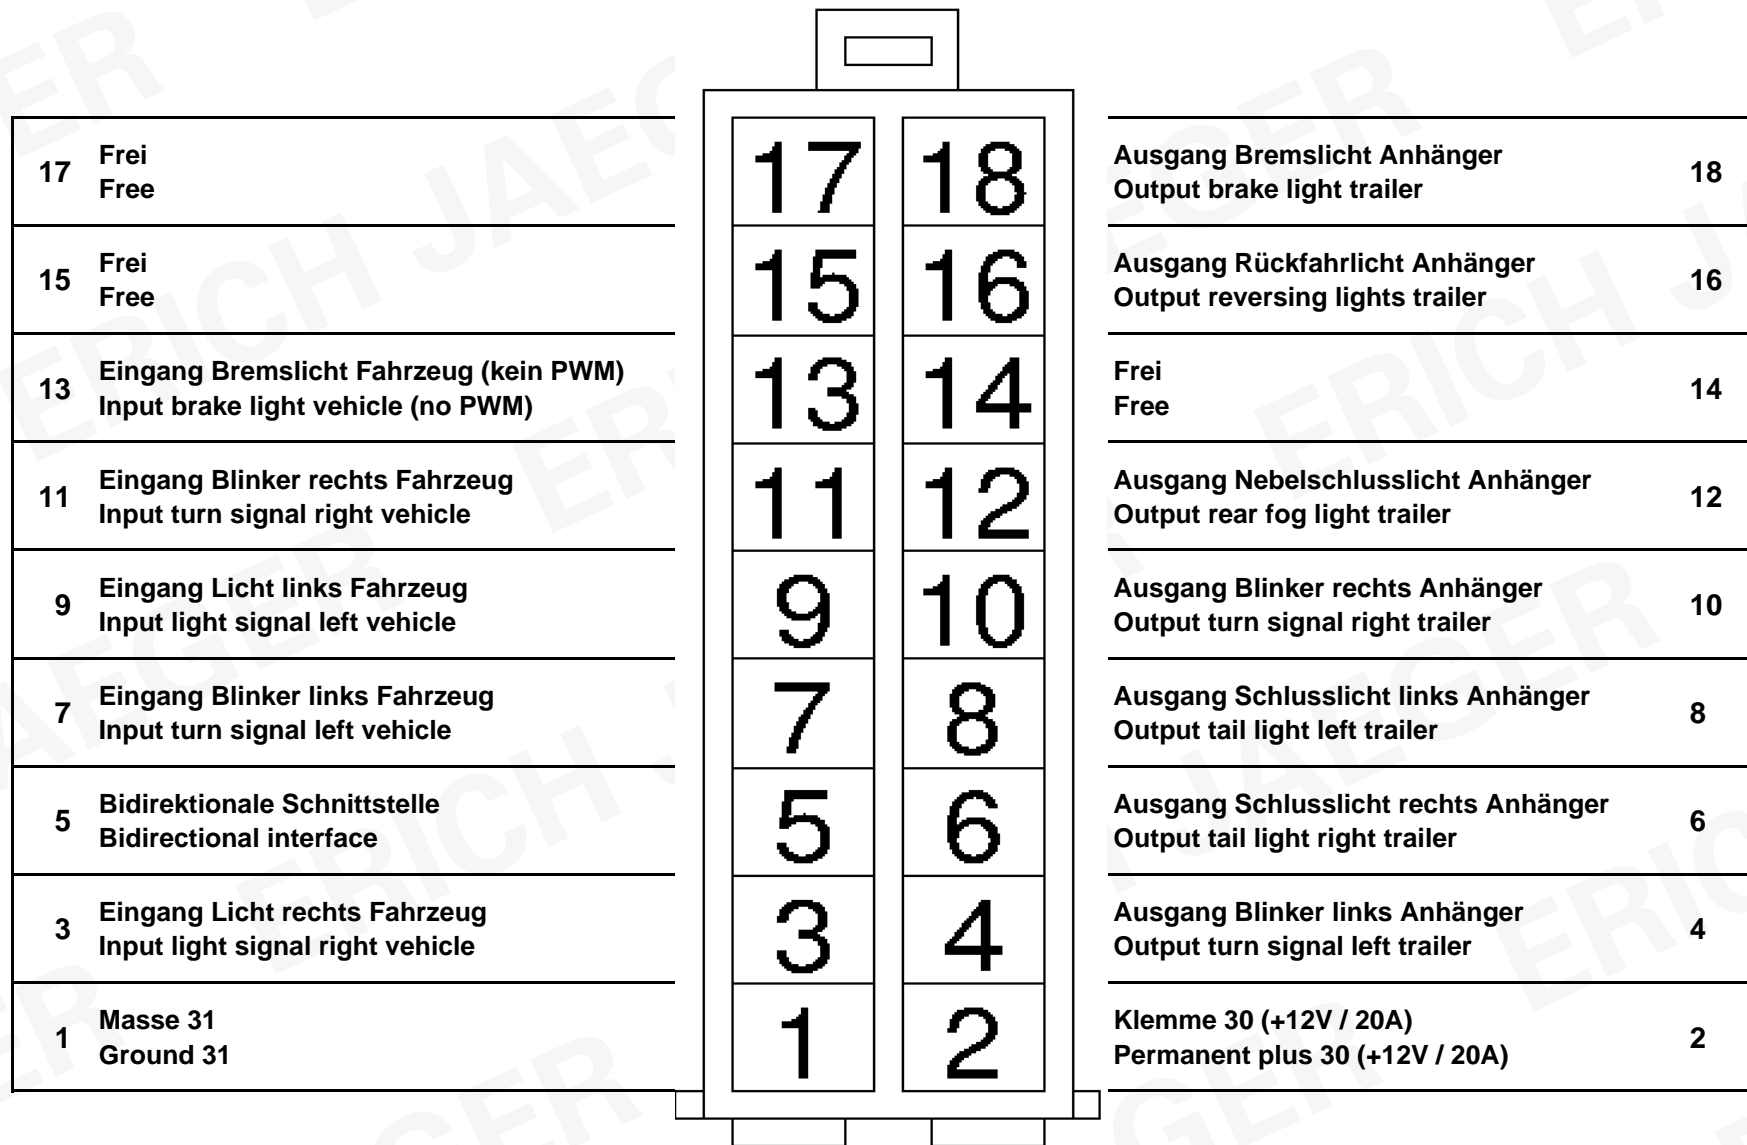 17 Frei
Free
17 18
Ausgang Bremslicht Anhänger 18
Output brake light trailer
15 Frei
Free
15 16
Ausgang Rückfahrlicht Anhänger 16
Output reversing lights trailer
13 Eingang Bremslicht Fahrzeug (kein PWM)
Input brake light vehicle (no PWM)
13 14
Frei 14
Free
11 Eingang Blinker rechts Fahrzeug
Input turn signal right vehicle
11 12
Ausgang Nebelschlusslicht Anhänger 12
Output rear fog light trailer
9 Eingang Licht links Fahrzeug
Input light signal left vehicle
9 10
Ausgang Blinker rechts Anhänger 10
Output turn signal right trailer
7 Eingang Blinker links Fahrzeug
Input turn signal left vehicle
7 8
Ausgang Schlusslicht links Anhänger 8
Output tail light left trailer
5 Bidirektionale Schnittstelle
Bidirectional interface
5 6
Ausgang Schlusslicht rechts Anhänger 6
Output tail light right trailer
3 Eingang Licht rechts Fahrzeug
Input light signal right vehicle
3 4
Ausgang Blinker links Anhänger 4
Output turn signal left trailer
1 Masse 31
Ground 31
1 2
Klemme 30 (+12V / 20A) 2
Permanent plus 30 (+12V / 20A)
ERICH JAEGER